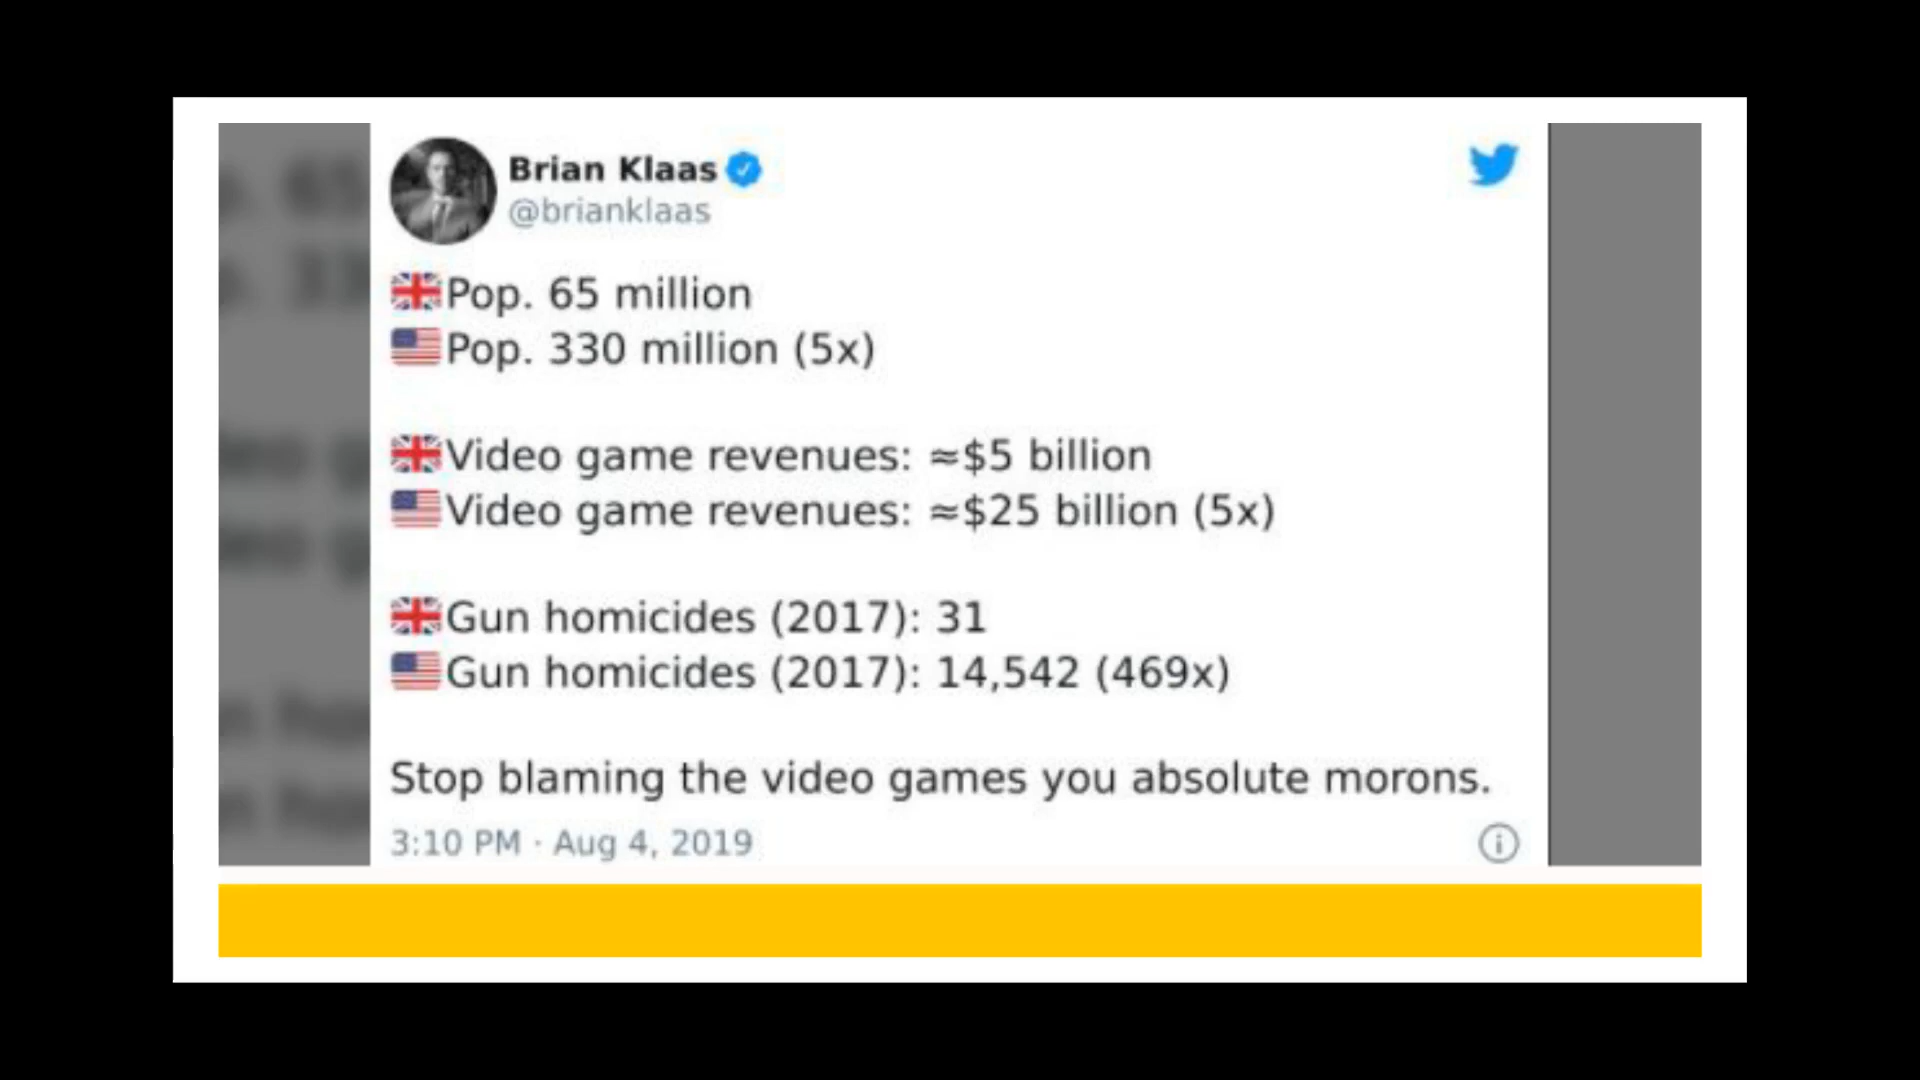 Brian Klaas
@brianklaas
🇬🇧Pop. 65 million
🇺🇸Pop. 330 million (5x)
🇬🇧Video game revenues: ≈$5 billion
🇺🇸Video game revenues: ≈$25 billion (5x)
🇬🇧Gun homicides (2017): 31
🇺🇸Gun homicides (2017): 14,542 (469x)
Stop blaming the video games you absolute morons.
3:10 PM · Aug 4, 2019